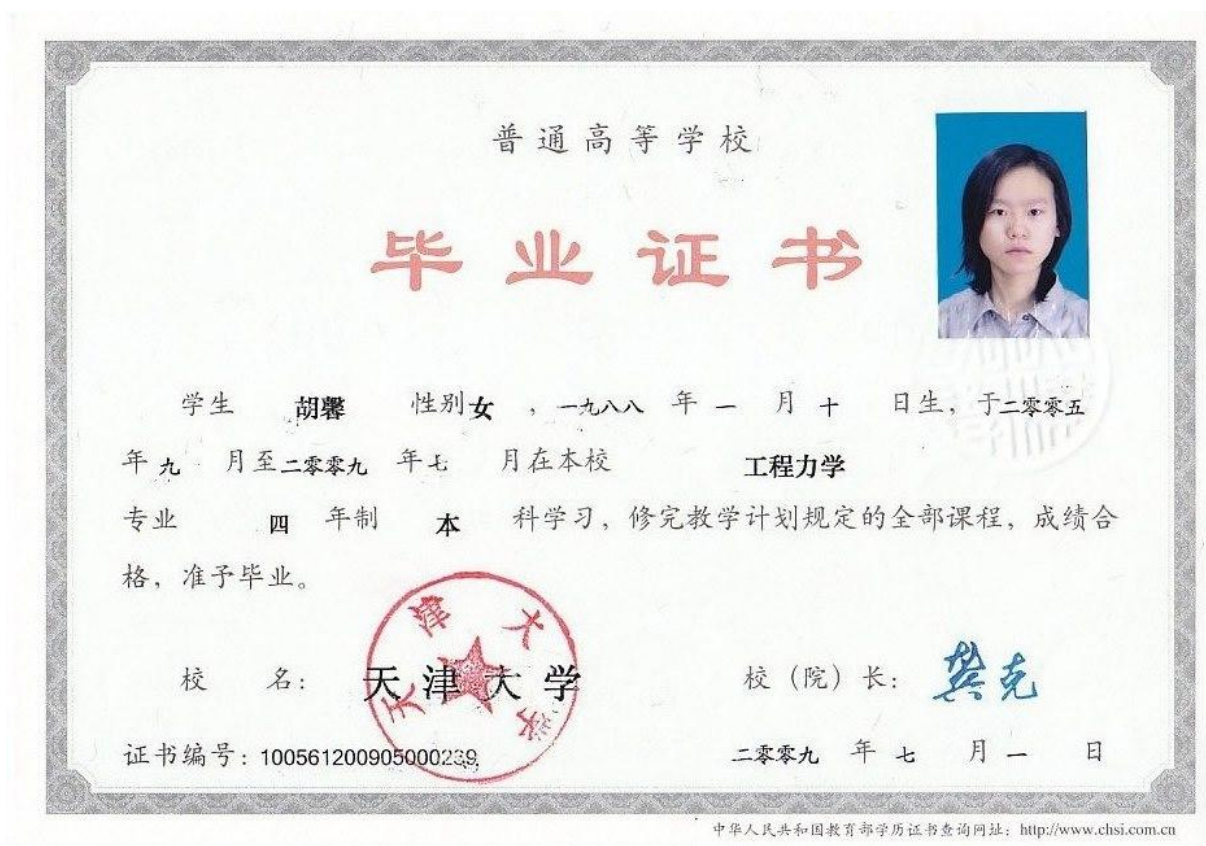 普通高等学校
毕业证书
学生 胡馨 性别女 ，一九八八 年 一 月 十 日生，于二零零五
年 九 月至二零零九 年七 月在本校 工程力学
专业 四 年制 本 科学习，修完教学计划规定的全部课程，成绩合
格，准予毕业。
天津大学
校 名： 天津大学 校（院）长： 龚克
证书编号：100561200905000239 二零零九 年 七 月 一 日
中华人民共和国教育部学历证书查询网址：http://www.chsi.com.cn